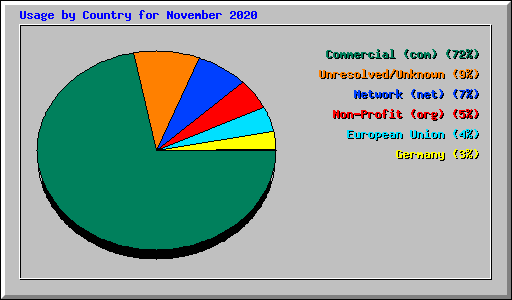 Usage by Country for November 2020
Commercial (com) (72%)
Unresolved/Unknown (9%)
Network (net) (7%)
Non-Profit (org) (5%)
European Union (4%)
Germany (3%)